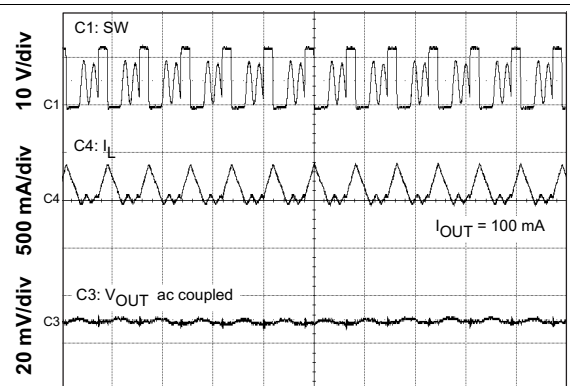 C1: SW
10 V/div
C1
C4: IL
500 mA/div
C4
IOUT = 100 mA
C3: VOUT ac coupled
20 mV/div
C3